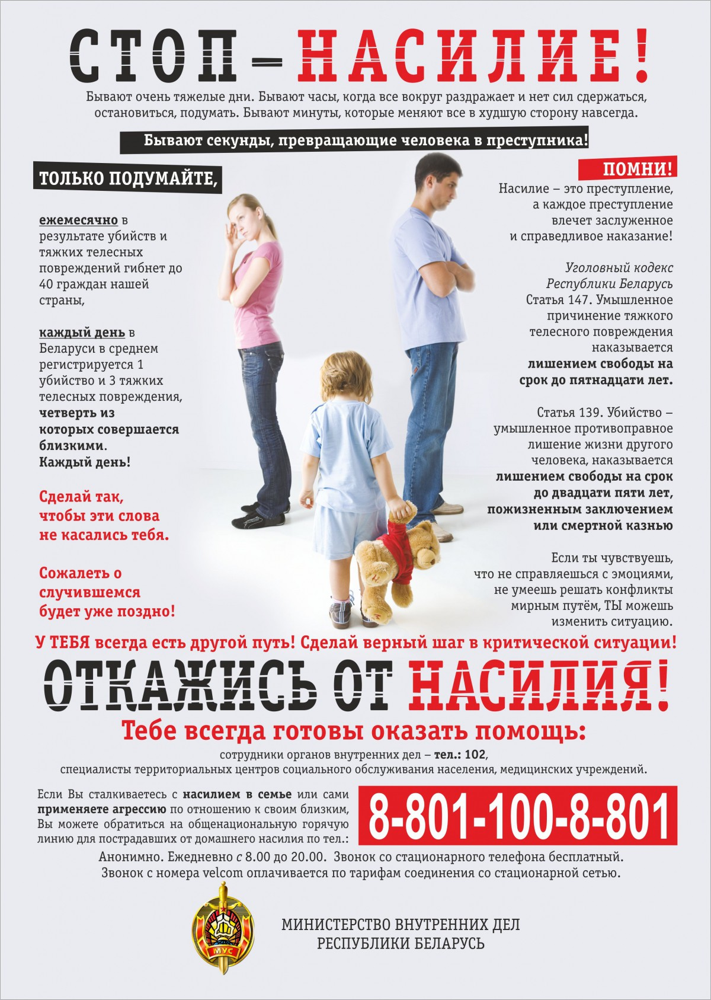 СТОП – НАСИЛИЕ!
Бывают очень тяжелые дни. Бывают часы, когда все вокруг раздражает и нет сил сдержаться,
остановиться, подумать. Бывают минуты, которые меняют все в худшую сторону навсегда.
Бывают секунды, превращающие человека в преступника!
ТОЛЬКО ПОДУМАЙТЕ,
ежемесячно в
результате убийств и
тяжких телесных
повреждений гибнет до
40 граждан нашей
страны,
каждый день в
Беларуси в среднем
регистрируется 1
убийство и 3 тяжких
телесных повреждения,
четверть из
которых совершается
близкими.
Каждый день!
Сделай так,
чтобы эти слова
не касались тебя.
Сожалеть о
случившемся
будет уже поздно!
ПОМНИ!
Насилие – это преступление,
а каждое преступление
влечет заслуженное
и справедливое наказание!
Уголовный кодекс
Республики Беларусь
Статья 147. Умышленное
причинение тяжкого
телесного повреждения
наказывается
лишением свободы на
срок до пятнадцати лет.
Статья 139. Убийство –
умышленное противоправное
лишение жизни другого
человека, наказывается
лишением свободы на срок
до двадцати пяти лет,
пожизненным заключением
или смертной казнью
Если ты чувствуешь,
что не справляешься с эмоциями,
не умеешь решать конфликты
мирным путём, ТЫ можешь
изменить ситуацию.
У ТЕБЯ всегда есть другой путь! Сделай верный шаг в критической ситуации!
ОТКАЖИСЬ ОТ НАСИЛИЯ!
Тебе всегда готовы оказать помощь:
сотрудники органов внутренних дел – тел.: 102,
специалисты территориальных центров социального обслуживания населения, медицинских учреждений.
Если Вы сталкиваетесь с насилием в семье или сами
применяете агрессию по отношению к своим близким,
Вы можете обратиться на общенациональную горячую
линию для пострадавших от домашнего насилия по тел.:
8-801-100-8-801
Анонимно. Ежедневно с 8.00 до 20.00. Звонок со стационарного телефона бесплатный.
Звонок с номера velcom оплачивается по тарифам соединения со стационарной сетью.
МУС
МИНИСТЕРСТВО ВНУТРЕННИХ ДЕЛ
РЕСПУБЛИКИ БЕЛАРУСЬ